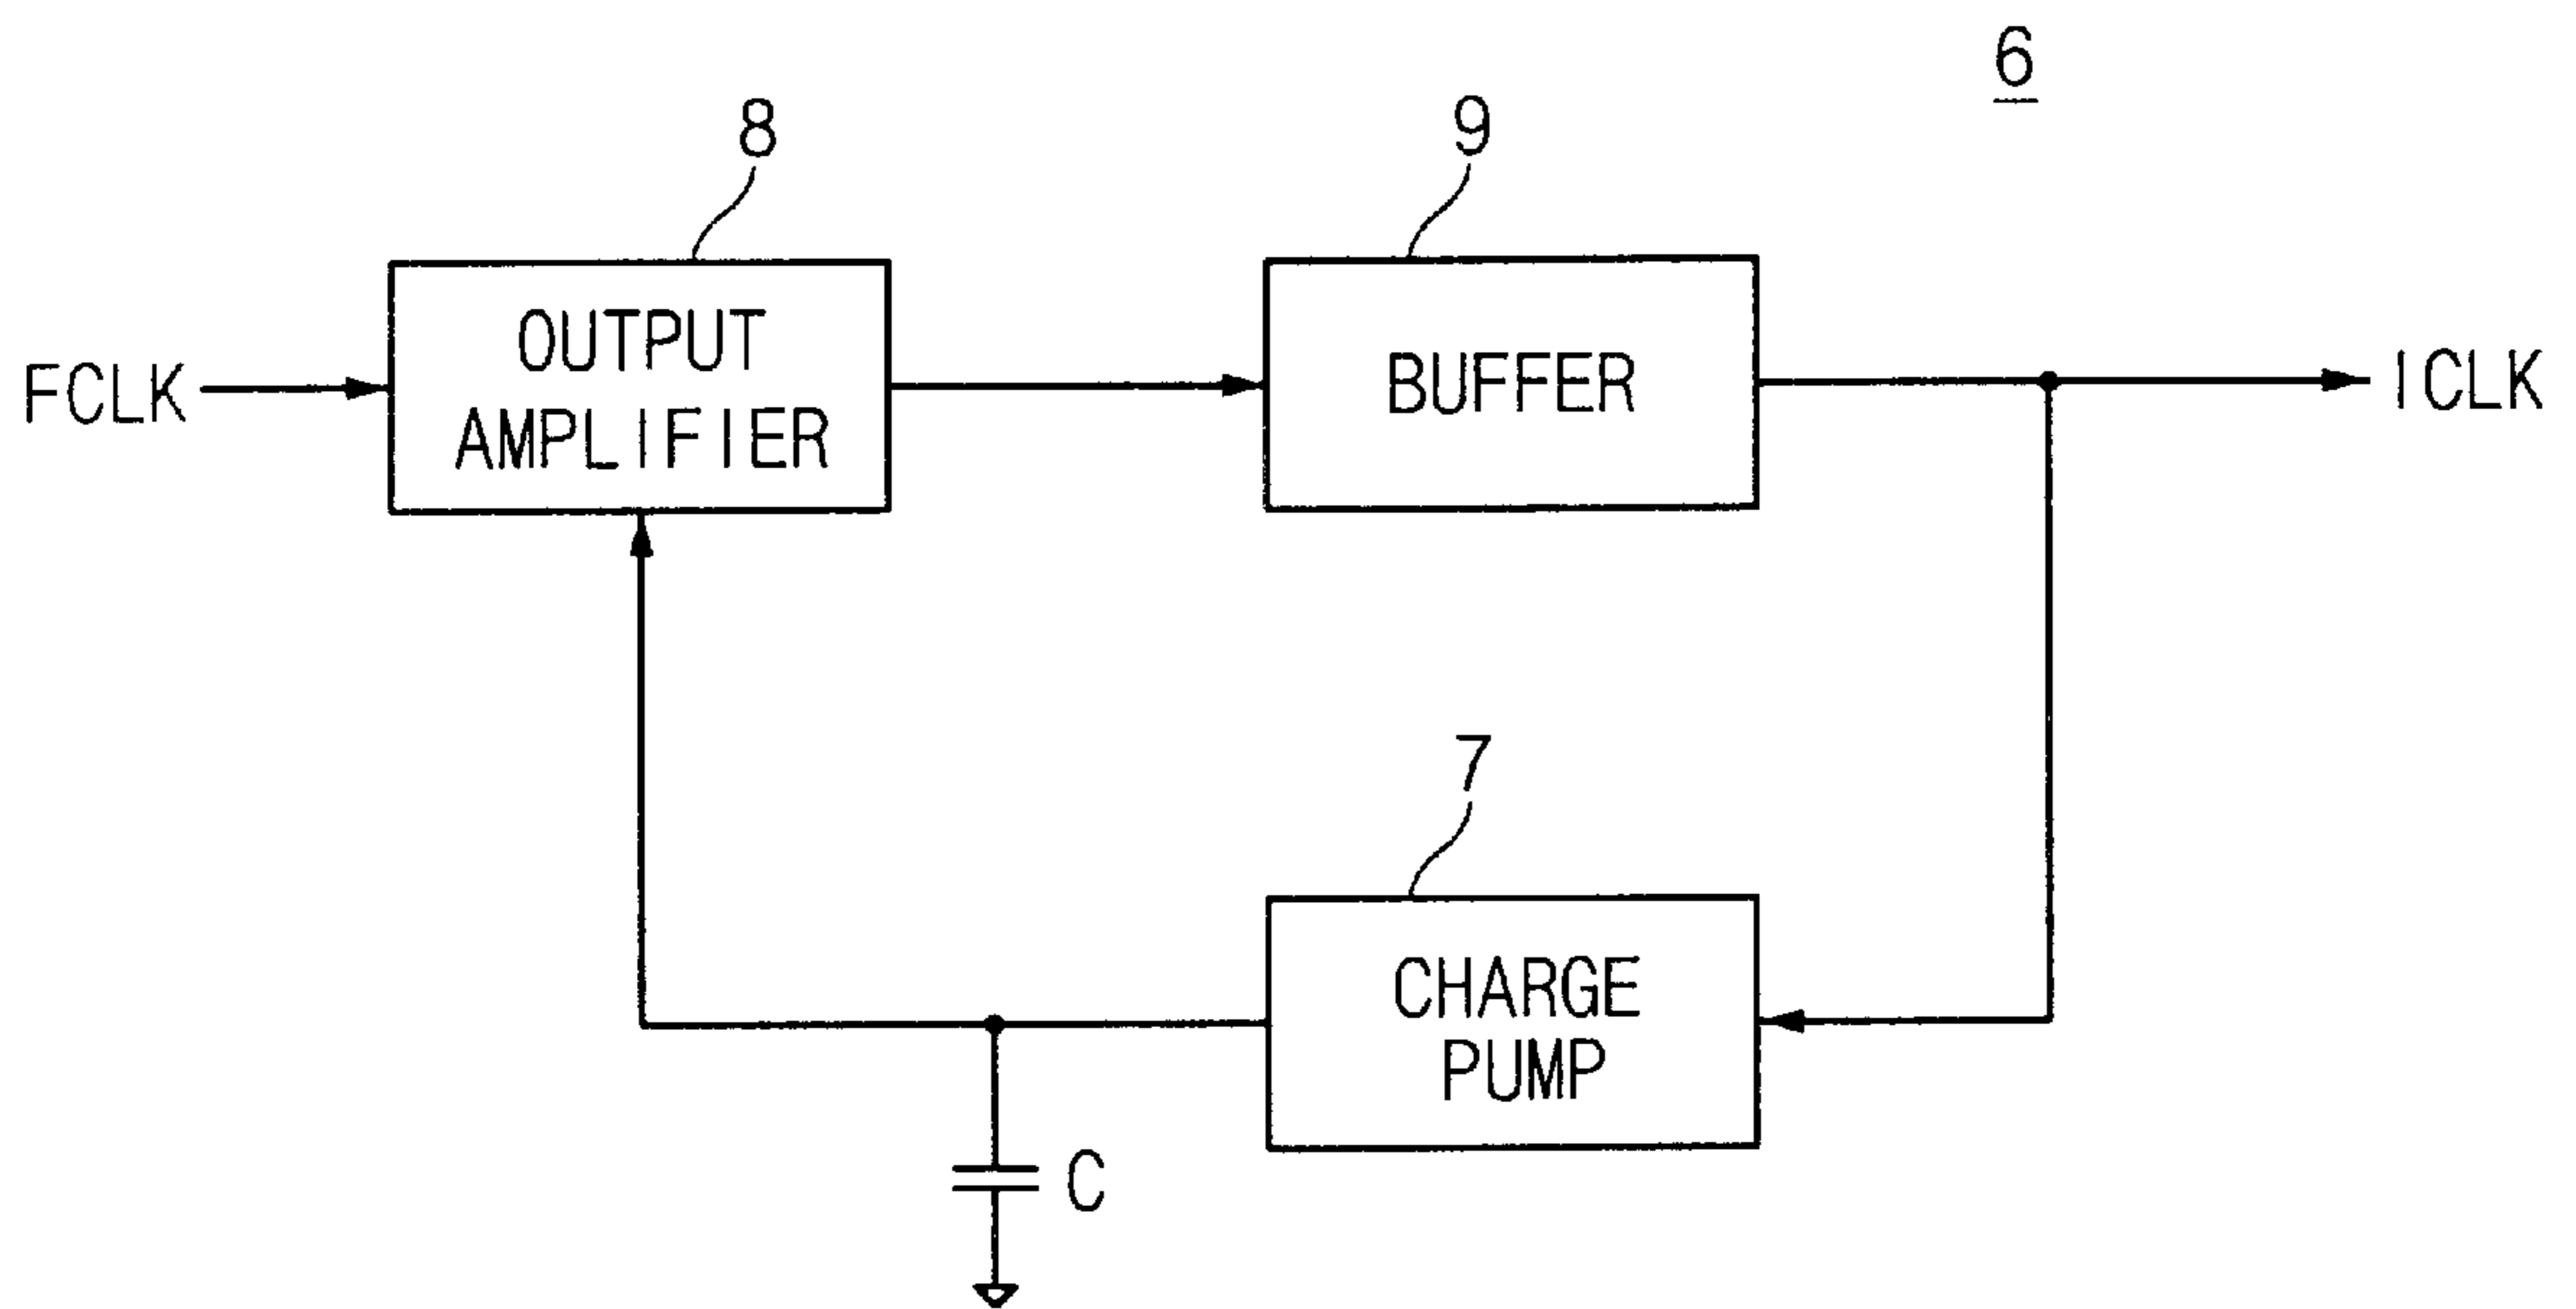 6
8
9
FCLK
OUTPUT
AMPLIFIER
BUFFER
ICLK
7
CHARGE
PUMP
C